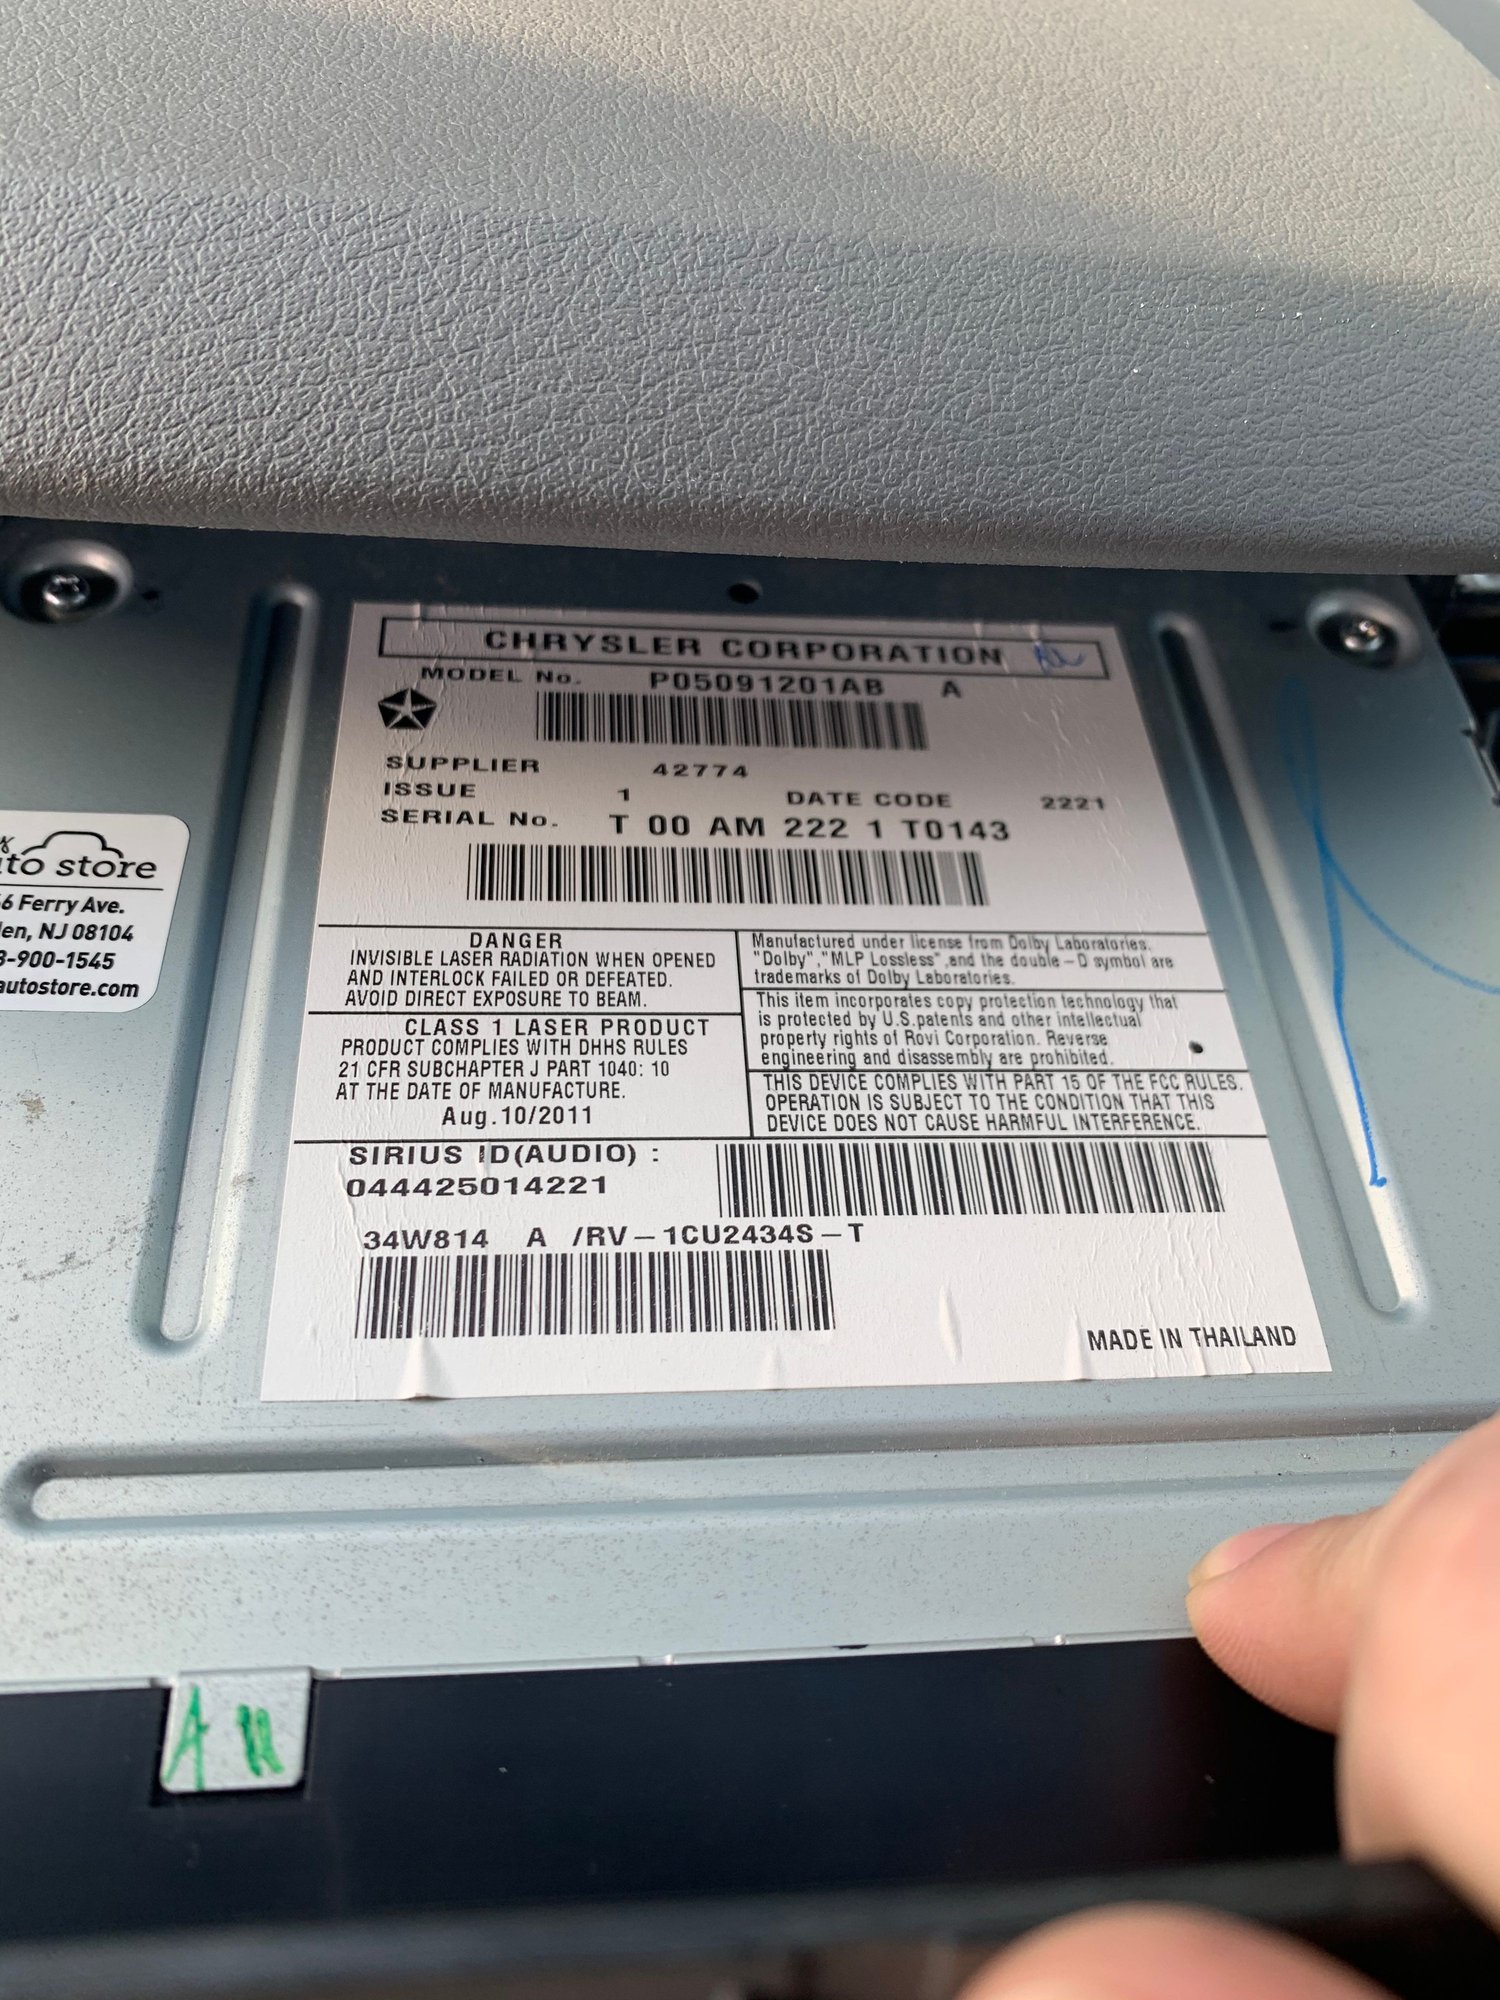 CHRYSLER CORPORATION
MODEL No. P05091201AB A
SUPPLIER 42774
ISSUE 1 DATE CODE 2221
SERIAL No. T 00 AM 222 1 T0143
DANGER
INVISIBLE LASER RADIATION WHEN OPENED
AND INTERLOCK FAILED OR DEFEATED.
AVOID DIRECT EXPOSURE TO BEAM.
CLASS 1 LASER PRODUCT
PRODUCT COMPLIES WITH DHHS RULES
21 CFR SUBCHAPTER J PART 1040: 10
AT THE DATE OF MANUFACTURE.
Aug.10/2011
Manufactured under license from Dolby Laboratories.
"Dolby","MLP Lossless",and the double-D symbol are
trademarks of Dolby Laboratories.
This item incorporates copy protection technology that
is protected by U.S.patents and other intellectual
property rights of Rovi Corporation. Reverse
engineering and disassembly are prohibited.
THIS DEVICE COMPLIES WITH PART 15 OF THE FCC RULES.
OPERATION IS SUBJECT TO THE CONDITION THAT THIS
DEVICE DOES NOT CAUSE HARMFUL INTERFERENCE.
SIRIUS ID(AUDIO) :
044425014221
34W814 A /RV-1CU2434S-T
MADE IN THAILAND
to store
6 Ferry Ave.
en, NJ 08104
-900-1545
autostore.com
A